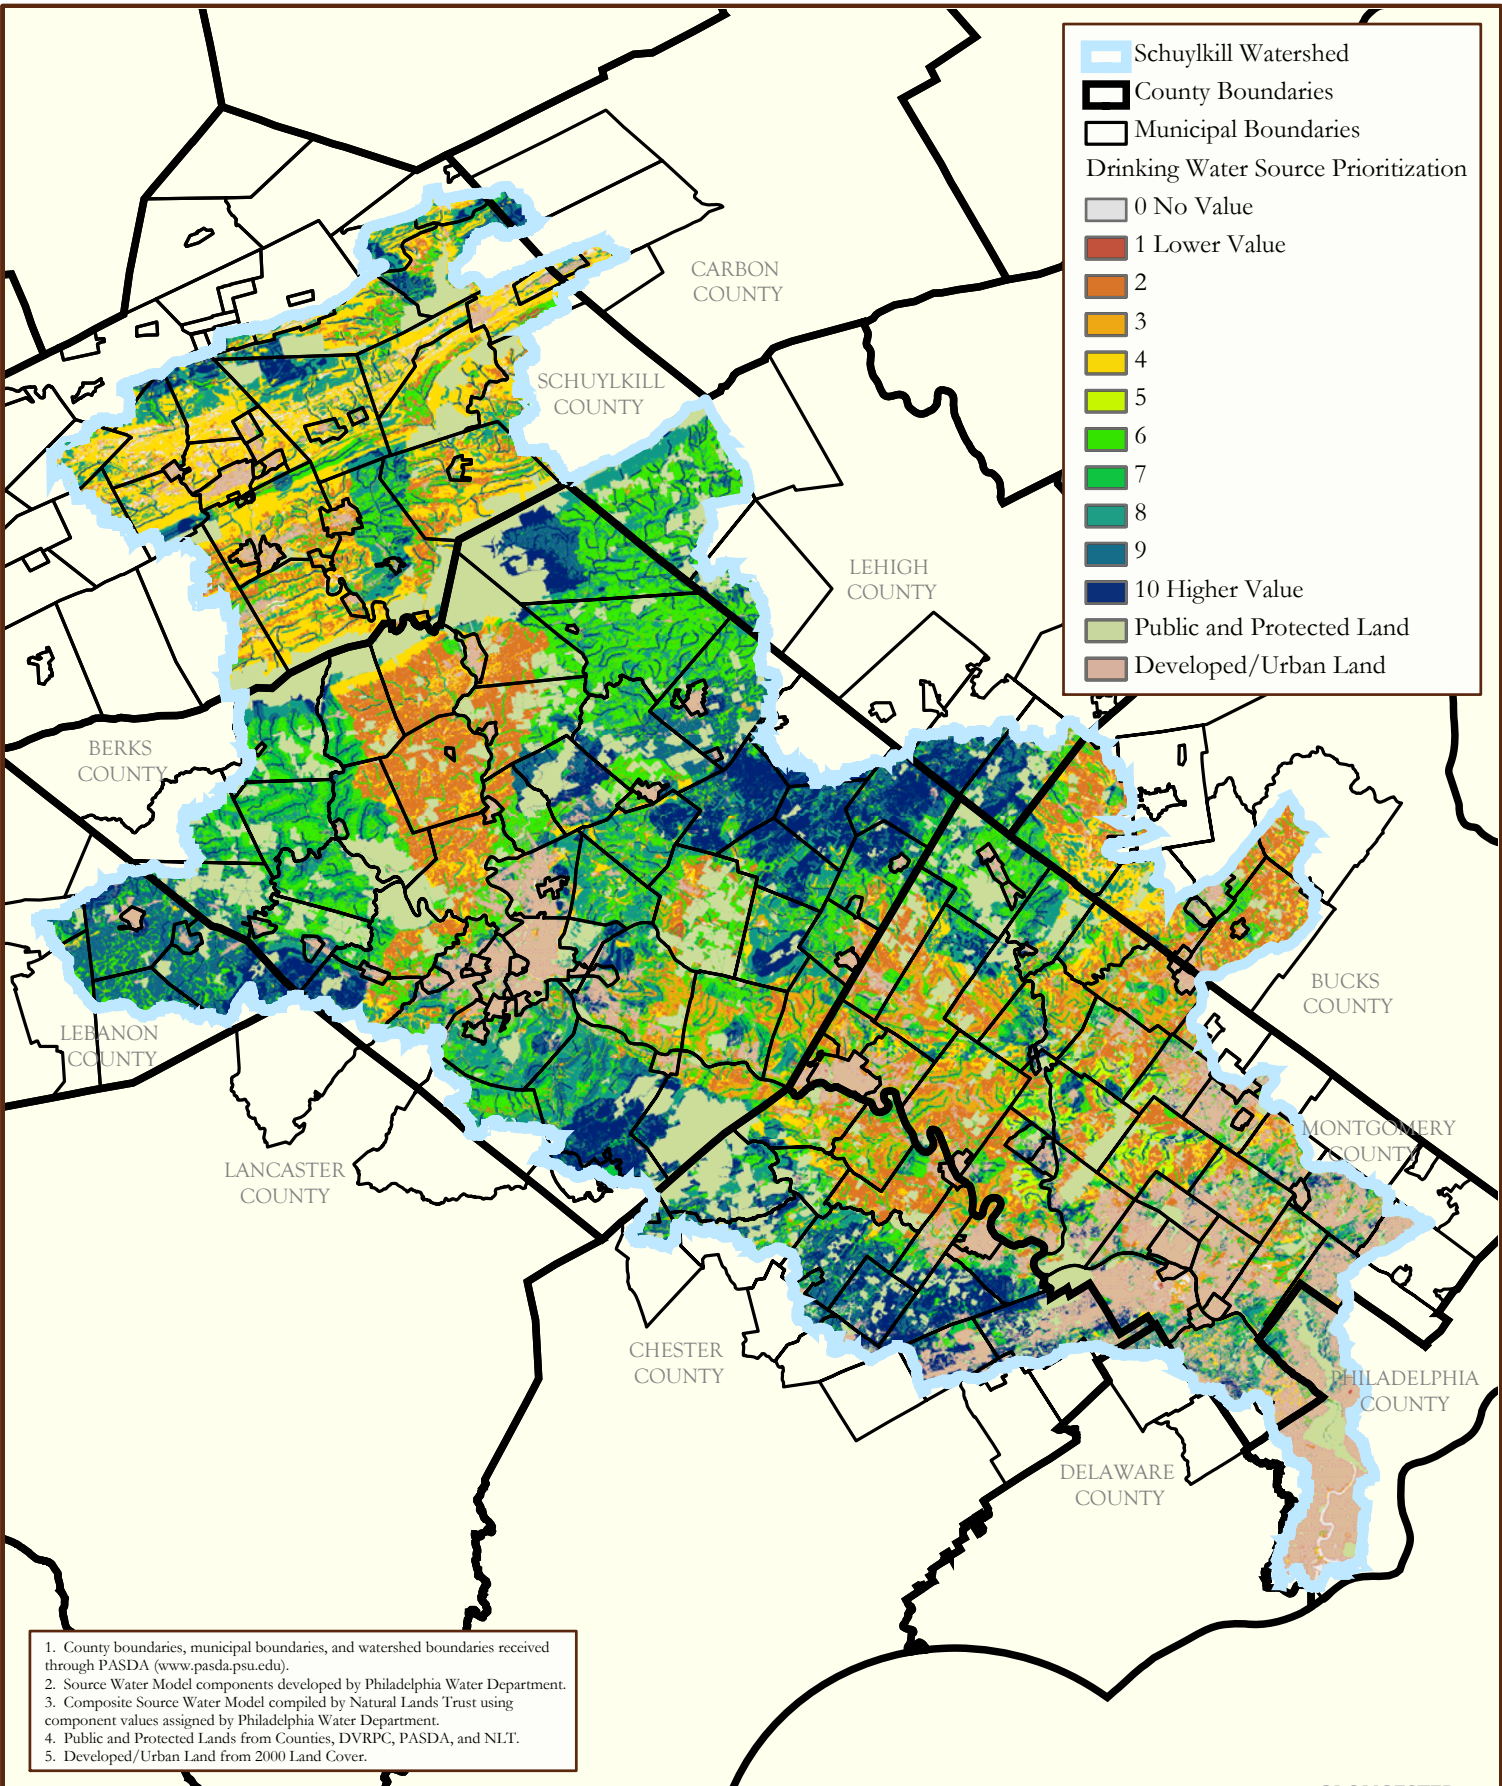 Schuylkill Watershed
County Boundaries
Municipal Boundaries
Drinking Water Source Prioritization
0 No Value
1 Lower Value
2
3
4
5
6
7
8
9
10 Higher Value
Public and Protected Land
Developed/Urban Land
CARBON
COUNTY
SCHUYLKILL
COUNTY
LEHIGH
COUNTY
BERKS
COUNTY
BUCKS
COUNTY
LEBANON
COUNTY
MONTGOMERY
COUNTY
LANCASTER
COUNTY
CHESTER
COUNTY
PHILADELPHIA
COUNTY
DELAWARE
COUNTY
1. County boundaries, municipal boundaries, and watershed boundaries received
through PASDA (www.pasda.psu.edu).
2. Source Water Model components developed by Philadelphia Water Department.
3. Composite Source Water Model compiled by Natural Lands Trust using
component values assigned by Philadelphia Water Department.
4. Public and Protected Lands from Counties, DVRPC, PASDA, and NLT.
5. Developed/Urban Land from 2000 Land Cover.